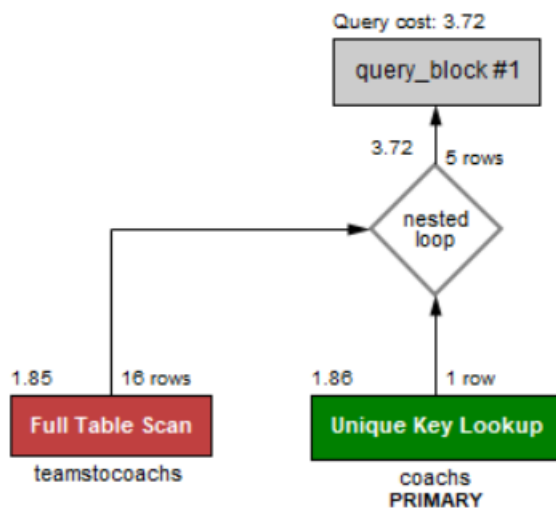 Query cost: 3.72
query_block #1
3.72
5 rows
nested
loop
1.85
16 rows
1.86
1 row
Full Table Scan
Unique Key Lookup
teamstocoachs
coachs
PRIMARY